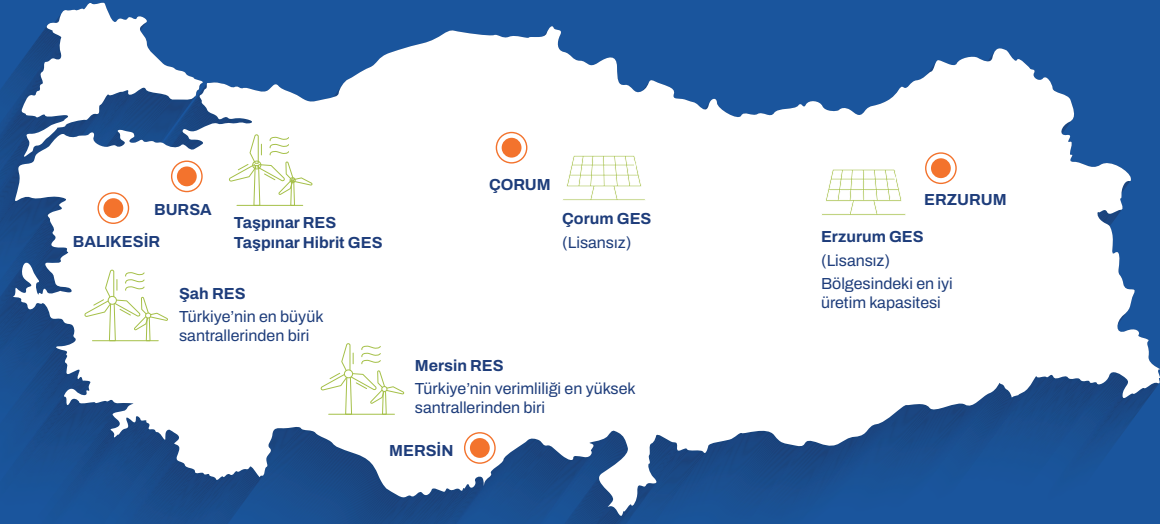 BURSA
Taşpınar RES
Taşpınar Hibrit GES
BALIKESİR
Şah RES
Türkiye'nin en büyük
santrallerinden biri
Mersin RES
Türkiye'nin verimliliği en yüksek
santrallerinden biri
MERSİN
ÇORUM
Çorum GES
(Lisansız)
ERZURUM
Erzurum GES
(Lisansız)
Bölgesindeki en iyi
üretim kapasitesi